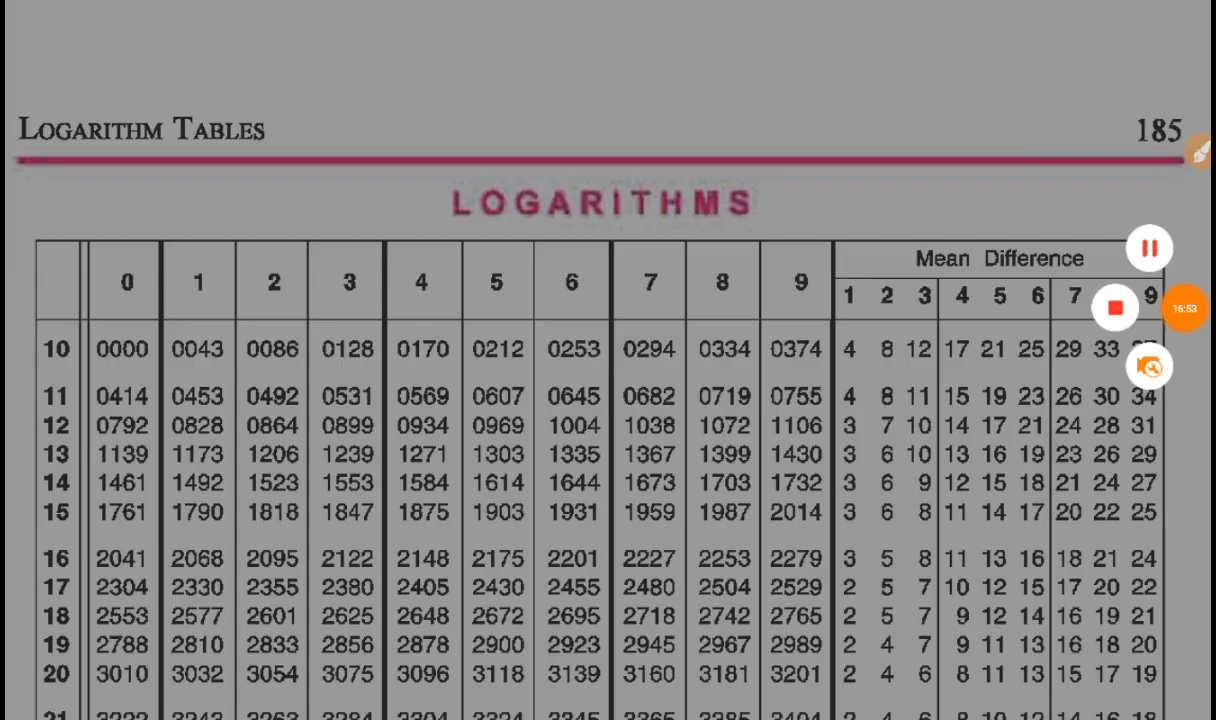 LOGARITHM TABLES 185
LOGARITHMS
Mean Difference
0 1 2 3 4 5 6 7 8 9 1 2 3 4 5 6 7 9
10 0000 0043 0086 0128 0170 0212 0253 0294 0334 0374 4 8 12 17 21 25 29 33
11 0414 0453 0492 0531 0569 0607 0645 0682 0719 0755 4 8 11 15 19 23 26 30 34
12 0792 0828 0864 0899 0934 0969 1004 1038 1072 1106 3 7 10 14 17 21 24 28 31
13 1139 1173 1206 1239 1271 1303 1335 1367 1399 1430 3 6 10 13 16 19 23 26 29
14 1461 1492 1523 1553 1584 1614 1644 1673 1703 1732 3 6 9 12 15 18 21 24 27
15 1761 1790 1818 1847 1875 1903 1931 1959 1987 2014 3 6 8 11 14 17 20 22 25
16 2041 2068 2095 2122 2148 2175 2201 2227 2253 2279 3 5 8 11 13 16 18 21 24
17 2304 2330 2355 2380 2405 2430 2455 2480 2504 2529 2 5 7 10 12 15 17 20 22
18 2553 2577 2601 2625 2648 2672 2695 2718 2742 2765 2 5 7 9 12 14 16 19 21
19 2788 2810 2833 2856 2878 2900 2923 2945 2967 2989 2 4 7 9 11 13 16 18 20
20 3010 3032 3054 3075 3096 3118 3139 3160 3181 3201 2 4 6 8 11 13 15 17 19
16:53